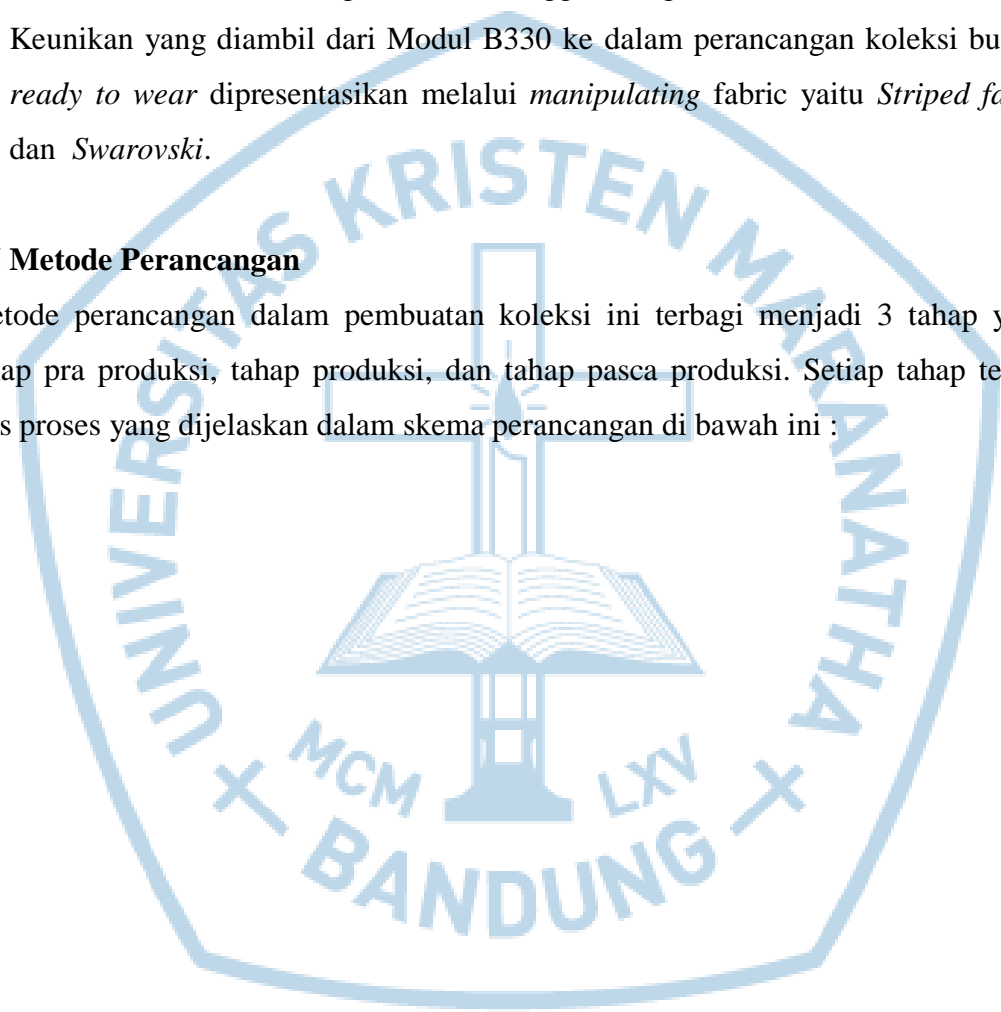 Keunikan yang diambil dari Modul B330 ke dalam perancangan koleksi bu
ready to wear dipresentasikan melalui manipulating fabric yaitu Striped fa
dan Swarovski.
Metode Perancangan
etode perancangan dalam pembuatan koleksi ini terbagi menjadi 3 tahap y
ap pra produksi, tahap produksi, dan tahap pasca produksi. Setiap tahap te
s proses yang dijelaskan dalam skema perancangan di bawah ini :
UNIVERSITAS KRISTEN MARANATHA
MCM LXV
BANDUNG